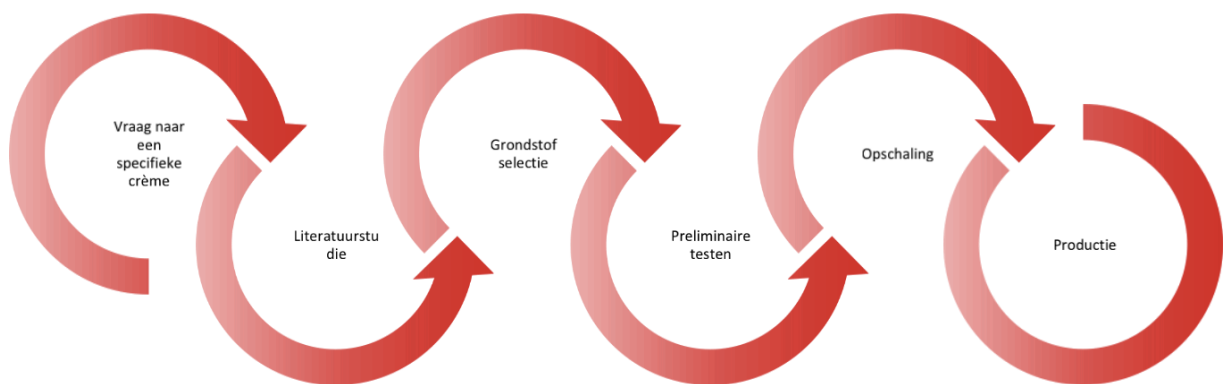 Vraag naar
een
specifieke
crème
Literatuurstu
die
Grondstof
selectie
Preliminaire
testen
Opschaling
Productie